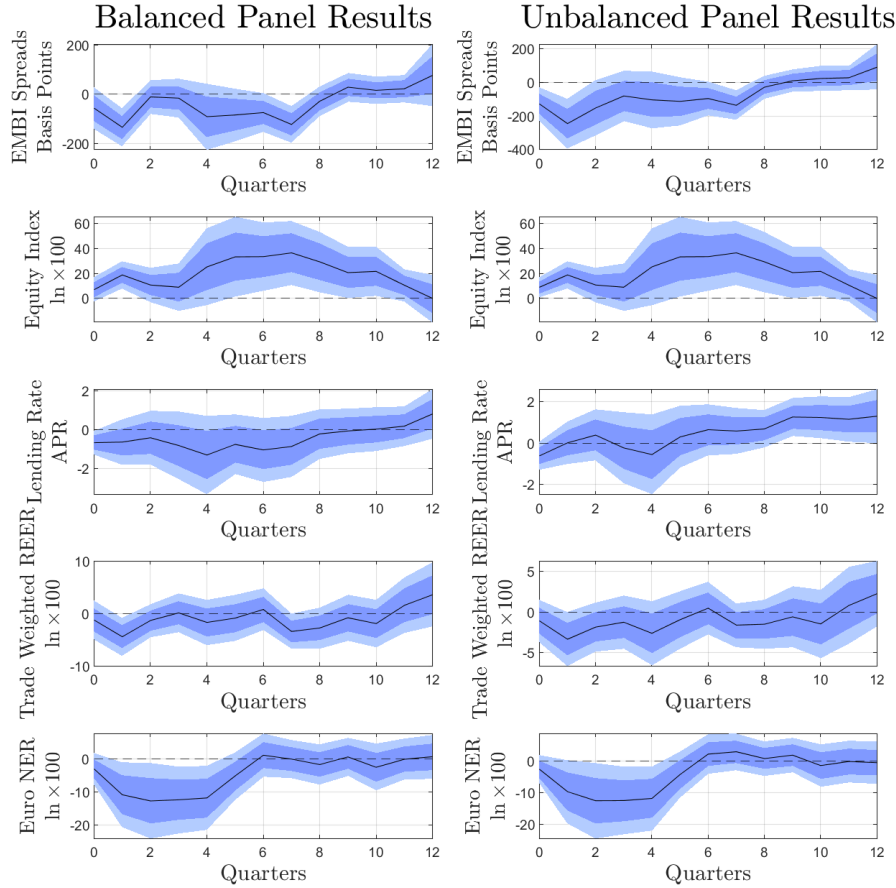 Balanced Panel Results
Unbalanced Panel Results
EMBI Spreads
Basis Points
200
0
-200
0 2 4 6 8 10 12
Quarters
EMBI Spreads
Basis Points
200
0
-200
-400
0 2 4 6 8 10 12
Quarters
Equity Index
ln ×100
60
40
20
0
0 2 4 6 8 10 12
Quarters
Equity Index
ln ×100
60
40
20
0
0 2 4 6 8 10 12
Quarters
Lending Rate
APR
2
0
-2
0 2 4 6 8 10 12
Quarters
Lending Rate
APR
2
0
-2
0 2 4 6 8 10 12
Quarters
Trade Weighted REER
ln ×100
10
0
-10
0 2 4 6 8 10 12
Quarters
Trade Weighted REER
ln ×100
5
0
-5
0 2 4 6 8 10 12
Quarters
Euro NER
ln ×100
0
-10
-20
0 2 4 6 8 10 12
Quarters
Euro NER
ln ×100
0
-10
-20
0 2 4 6 8 10 12
Quarters